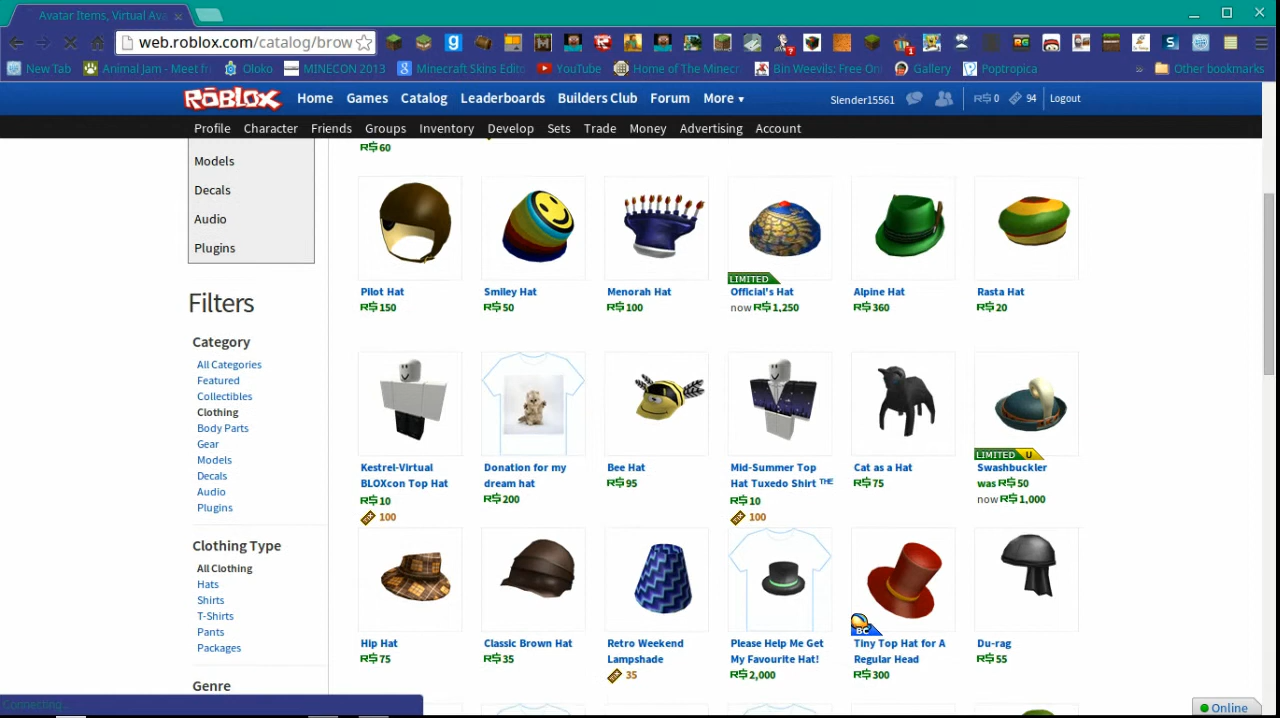 Avatar Items, Virtual Ava
web.roblox.com/catalog/brow
New Tab Animal Jam - Meet fr Oloko MINECON 2013 Minecraft Skins Edito YouTube Home of The Minecr Bin Weevils: Free Onl Gallery Poptropica » Other bookmarks
ROBLOX Home Games Catalog Leaderboards Builders Club Forum More Slender15561 R$ 0 94 Logout
Profile Character Friends Groups Inventory Develop Sets Trade Money Advertising Account
R$ 60
Models
Decals
Audio
Plugins
LIMITED
Pilot Hat Smiley Hat Menorah Hat Official's Hat Alpine Hat Rasta Hat
R$ 150 R$ 50 R$ 100 now R$ 1,250 R$ 360 R$ 20
Filters
Category
All Categories
Featured
Collectibles
Clothing
Body Parts
Gear
Models
Decals
Audio
Plugins
LIMITED U
Kestrel-Virtual Donation for my Bee Hat Mid-Summer Top Cat as a Hat Swashbuckler
BLOXcon Top Hat dream hat R$ 95 Hat Tuxedo Shirt ᵀᴴᴱ R$ 75 was R$ 50
R$ 10 R$ 200 R$ 10 now R$ 1,000
100 100
Clothing Type
All Clothing
Hats
Shirts
T-Shirts
Pants
Packages
BC
Hip Hat Classic Brown Hat Retro Weekend Please Help Me Get Tiny Top Hat for A Du-rag
R$ 75 R$ 35 Lampshade My Favourite Hat! Regular Head R$ 55
35 R$ 2,000 R$ 300
Genre
Connecting...
Online